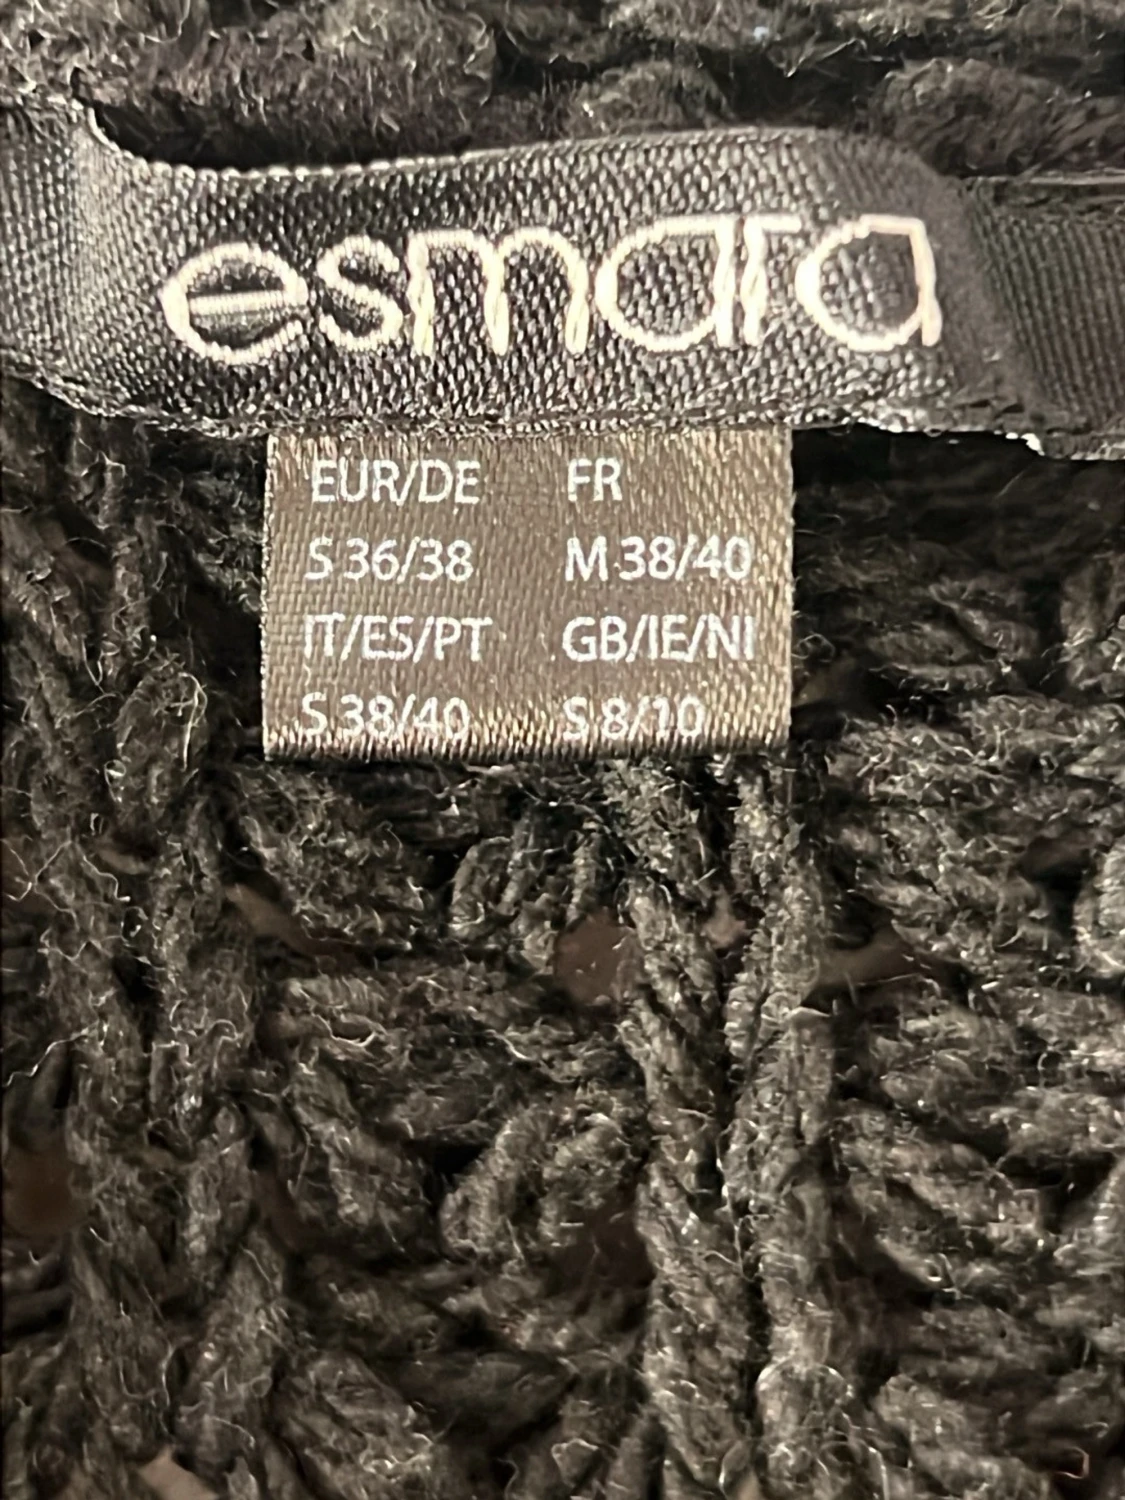 esmara
EUR/DE FR
S 36/38 M 38/40
IT/ES/PT GB/IE/NI
S 38/40 S 8/10